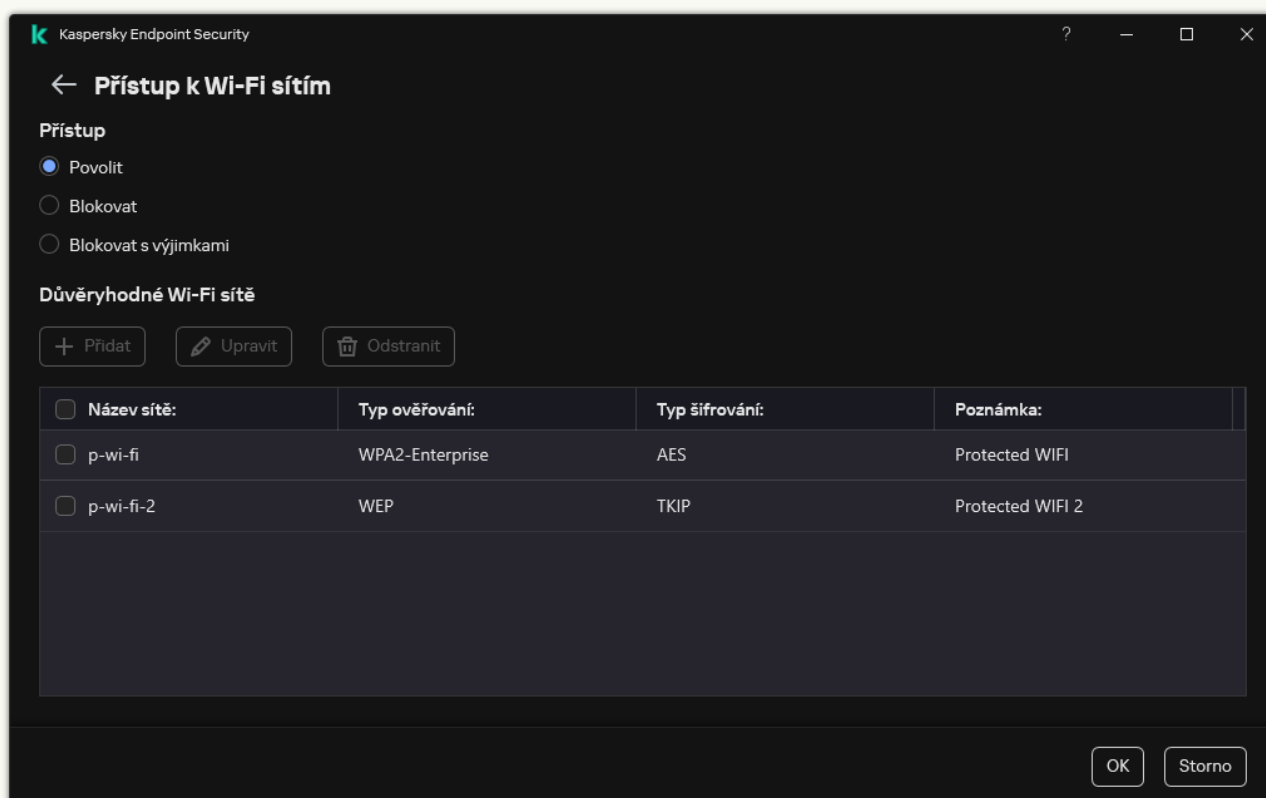 Kaspersky Endpoint Security
?
Přístup k Wi-Fi sítím
Přístup
Povolit
Blokovat
Blokovat s výjimkami
Důvěryhodné Wi-Fi sítě
Přidat Upravit Odstranit
Název sítě: Typ ověřování: Typ šifrování: Poznámka:
p-wi-fi WPA2-Enterprise AES Protected WIFI
p-wi-fi-2 WEP TKIP Protected WIFI 2
OK Storno